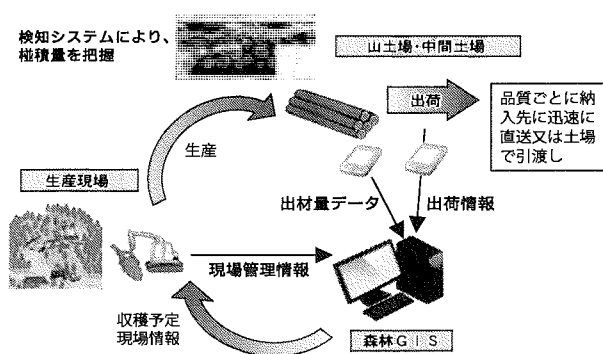 検知システムにより、
椪積量を把握
山土場・中間土場
出荷
品質ごとに納
入先に迅速に
直送又は土場
で引渡し
生産
生産現場
出材量データ
出荷情報
現場管理情報
収穫予定
現場情報
森林GIS